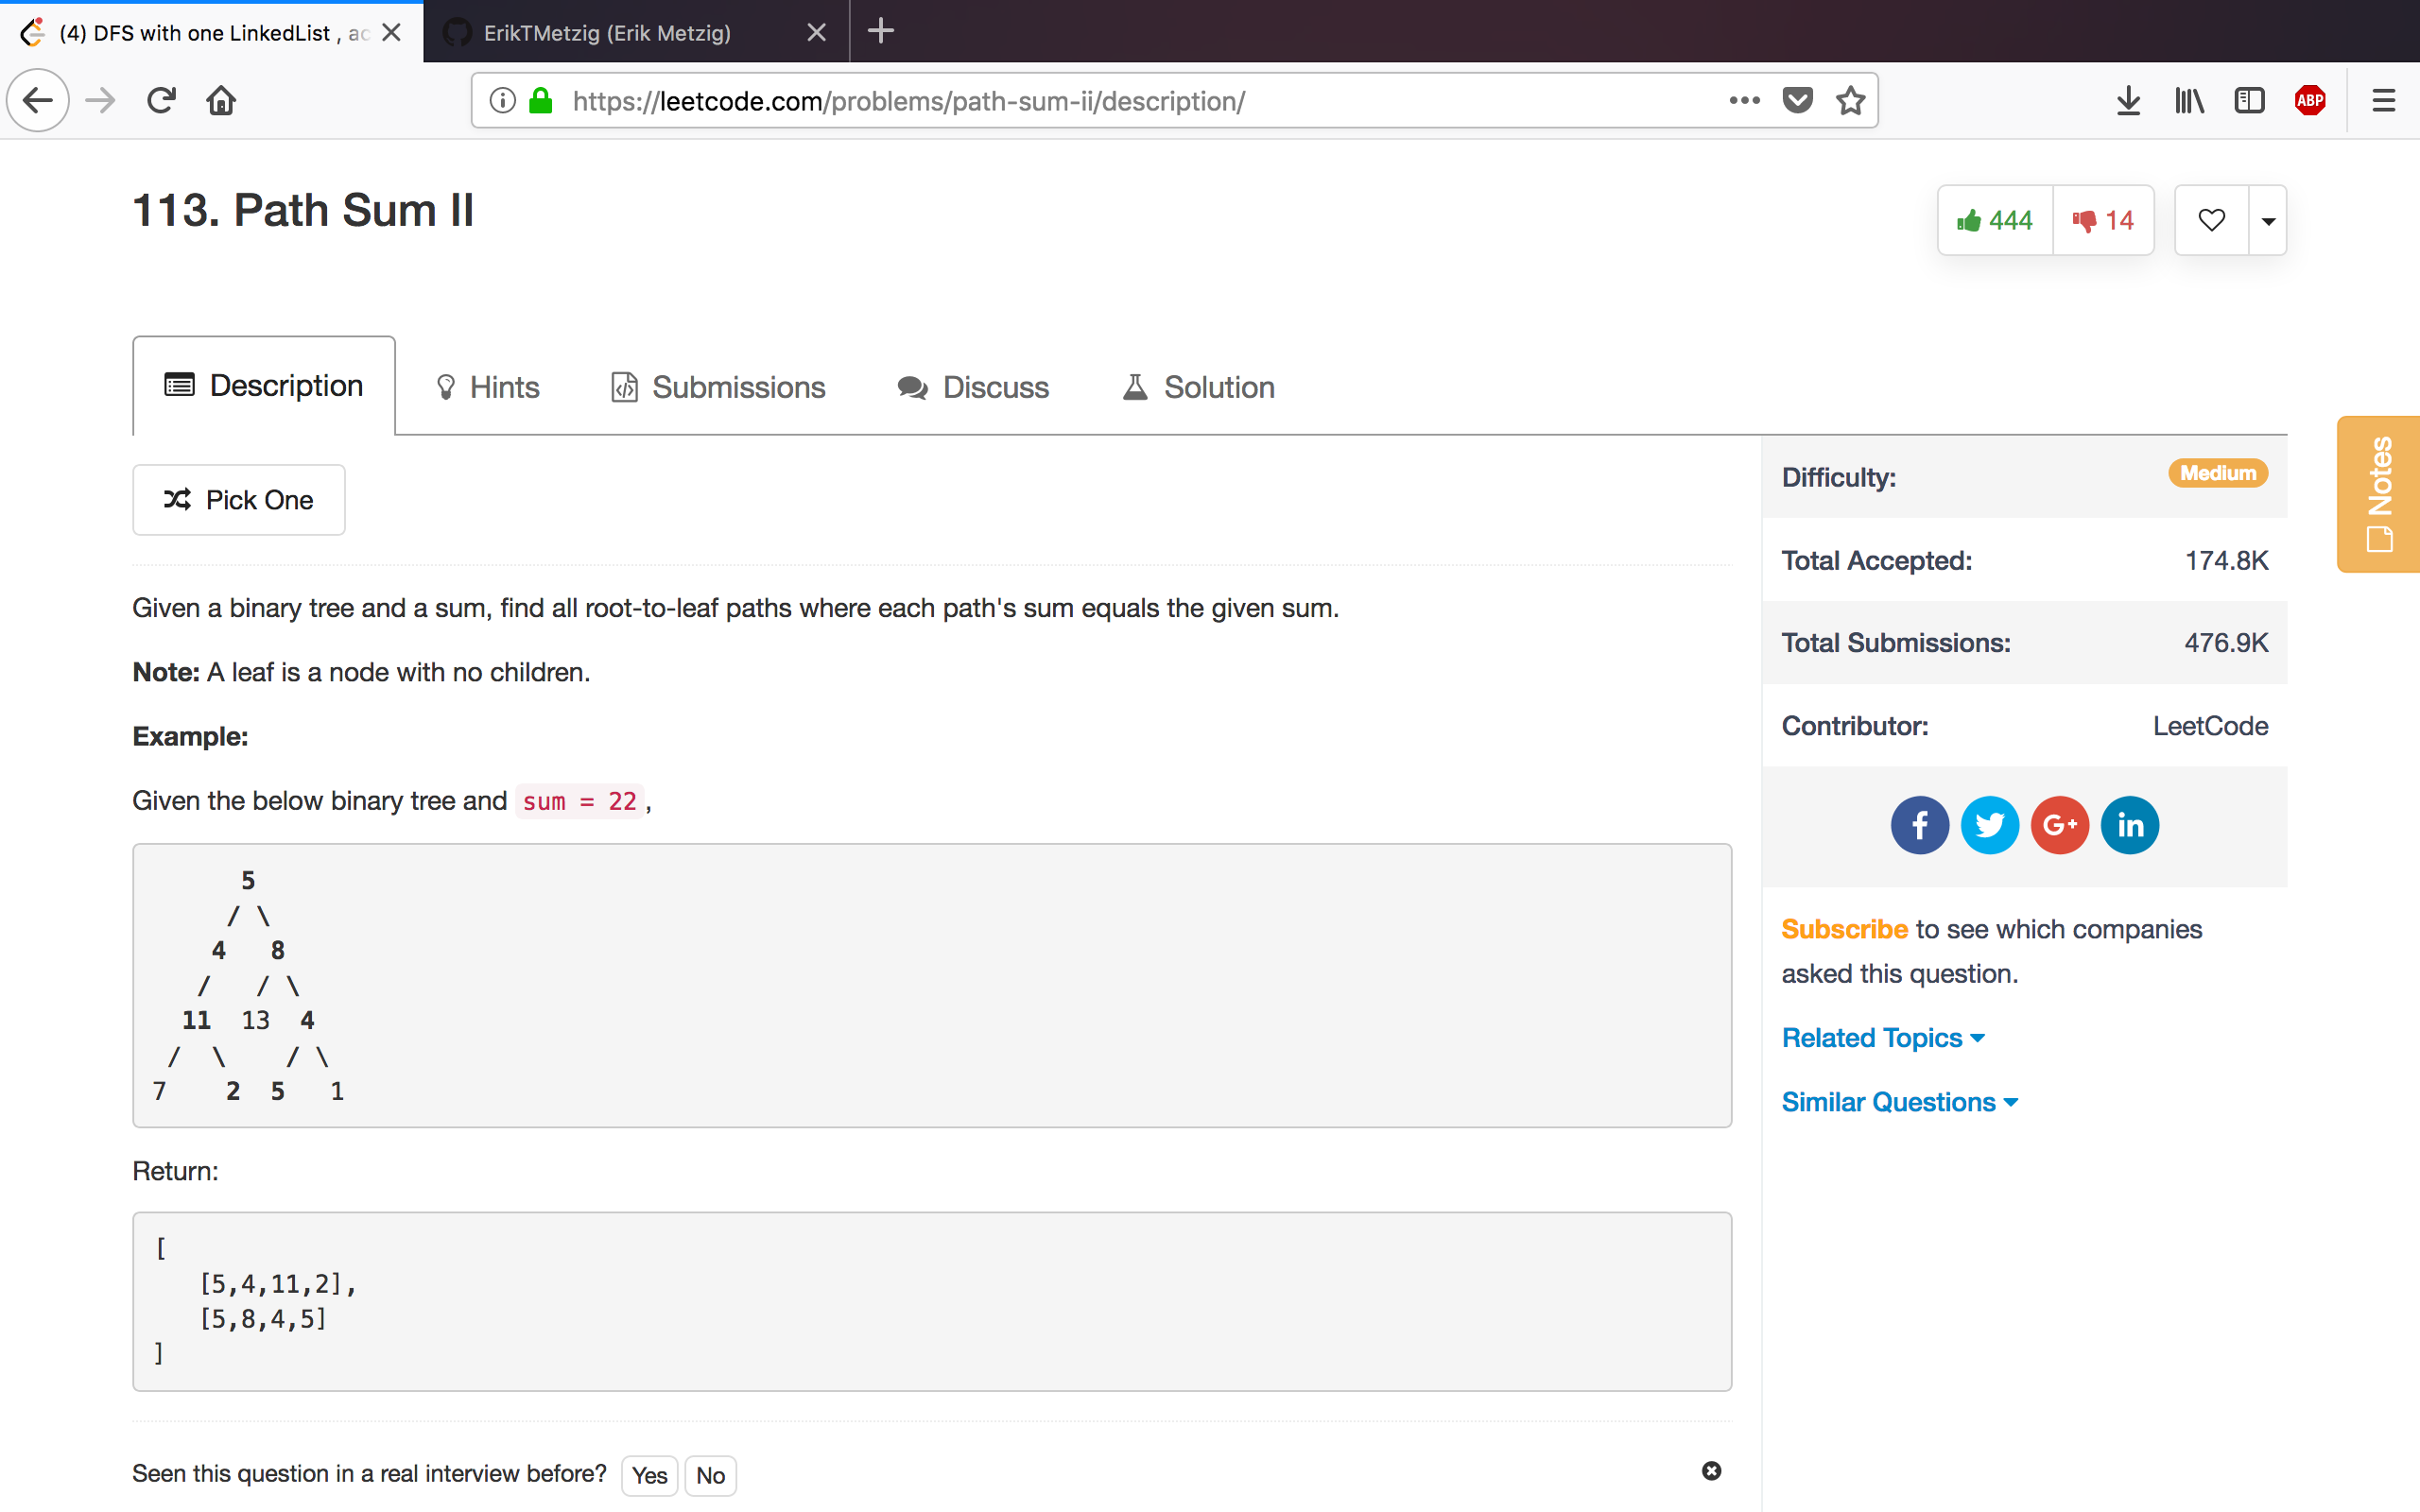 (4) DFS with one LinkedList , ac
ErikTMetzig (Erik Metzig)
https://leetcode.com/problems/path-sum-ii/description/
ABP
113. Path Sum II
444
14
Description
Hints
Submissions
Discuss
Solution
Notes
Pick One
Given a binary tree and a sum, find all root-to-leaf paths where each path's sum equals the given sum.
Note: A leaf is a node with no children.
Example:
Given the below binary tree and sum = 22,
      5
     / \
    4   8
   /   / \
  11  13  4
 /  \    / \
7    2  5   1
Return:
[
   [5,4,11,2],
   [5,8,4,5]
]
Seen this question in a real interview before? Yes No
Difficulty: Medium
Total Accepted: 174.8K
Total Submissions: 476.9K
Contributor: LeetCode
f G+ in
Subscribe to see which companies
asked this question.
Related Topics
Similar Questions